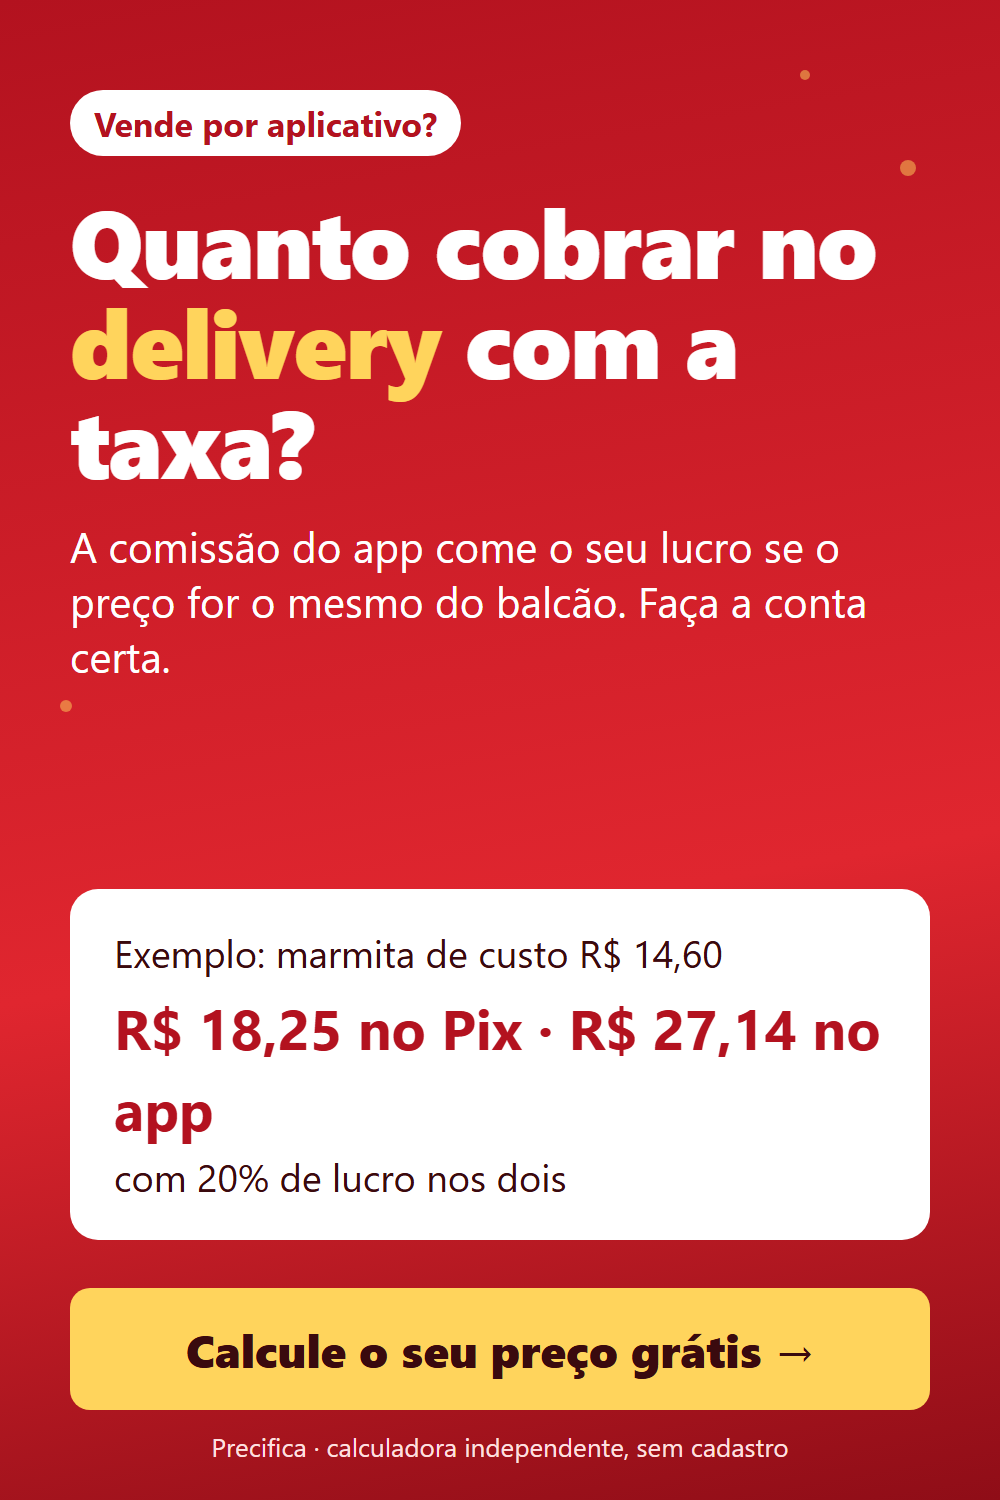 Vende por aplicativo?
Quanto cobrar no
delivery com a
taxa?
A comissão do app come o seu lucro se o
preço for o mesmo do balcão. Faça a conta
certa.
Exemplo: marmita de custo R$ 14,60
R$ 18,25 no Pix · R$ 27,14 no
app
com 20% de lucro nos dois
Calcule o seu preço grátis →
Precifica · calculadora independente, sem cadastro